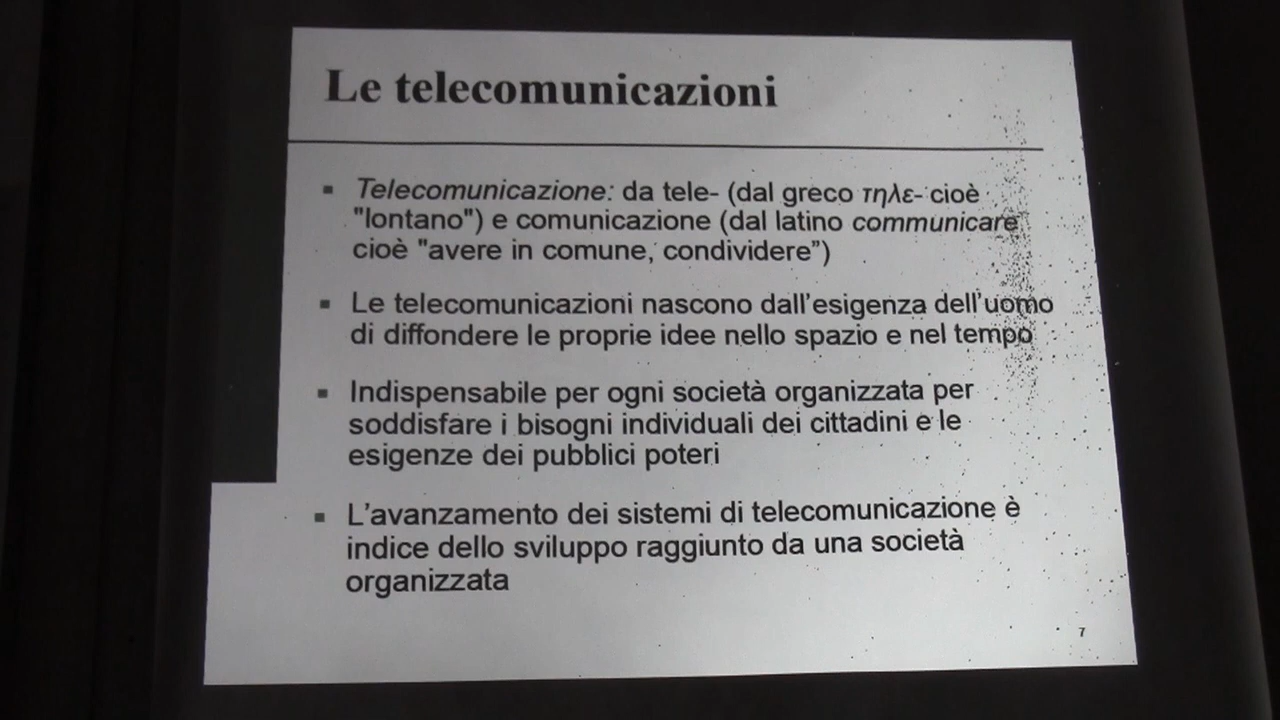 Le telecomunicazioni
▪ Telecomunicazione: da tele- (dal greco τηλε- cioè
"lontano") e comunicazione (dal latino communicare
cioè "avere in comune, condividere”)
▪ Le telecomunicazioni nascono dall’esigenza dell’uomo
di diffondere le proprie idee nello spazio e nel tempo
▪ Indispensabile per ogni società organizzata per
soddisfare i bisogni individuali dei cittadini e le
esigenze dei pubblici poteri
▪ L’avanzamento dei sistemi di telecomunicazione è
indice dello sviluppo raggiunto da una società
organizzata
7